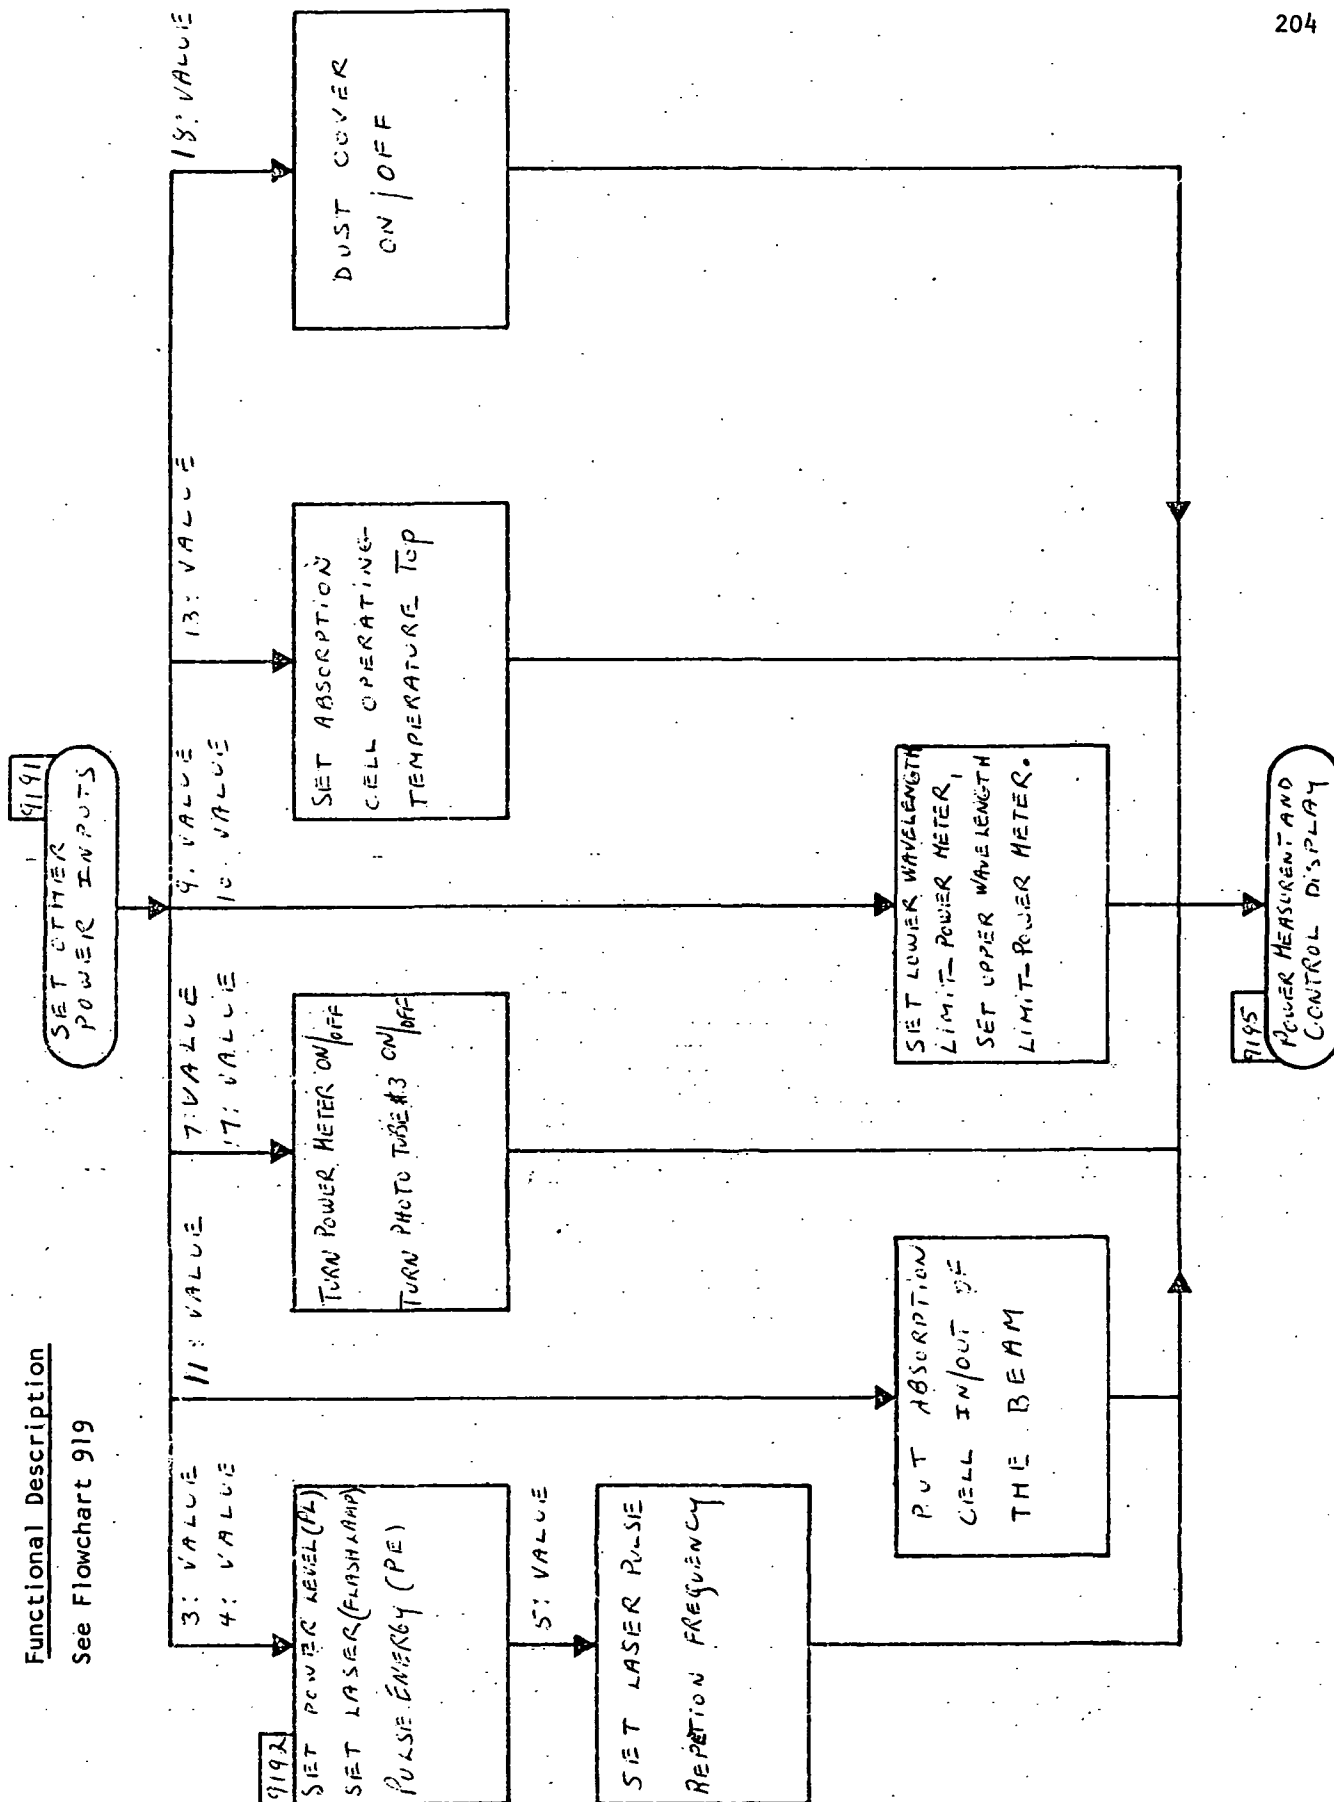 204
Functional Description
See Flowchart 919
9191
SET OTHER
POWER INPUTS
3: VALUE
4: VALUE
11: VALUE
7: VALUE
17: VALUE
9: VALUE
10: VALUE
13: VALUE
18: VALUE
9192
SET POWER LEVEL (PL)
SET LASER (FLASHLAMP)
PULSE ENERGY (PE)
5: VALUE
SET LASER PULSE
REPETION FREQUENCY
PUT ABSORPTION
CELL IN/OUT OF
THE BEAM
TURN POWER METER ON/OFF
TURN PHOTO TUBE #3 ON/OFF
SET LOWER WAVELENGTH
LIMIT-POWER METER,
SET UPPER WAVELENGTH
LIMIT-POWER METER.
SET ABSORPTION
CELL OPERATING
TEMPERATURE Top
DUST COVER
ON/OFF
9195
POWER MEASURENT AND
CONTROL DISPLAY